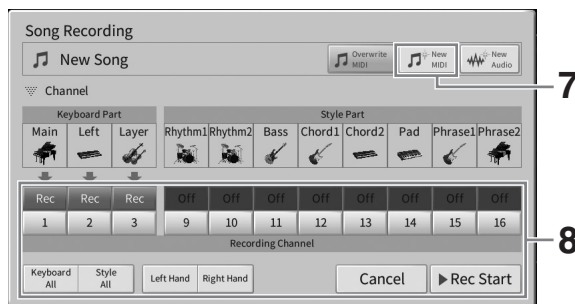 Song Recording
New Song
Overwrite MIDI
New MIDI
New Audio
7
Channel
Keyboard Part
Style Part
Main Left Layer Rhythm1 Rhythm2 Bass Chord1 Chord2 Pad Phrase1 Phrase2
Rec Rec Rec Off Off Off Off Off Off Off Off
1 2 3 9 10 11 12 13 14 15 16
Recording Channel
8
Keyboard All
Style All
Left Hand
Right Hand
Cancel
Rec Start